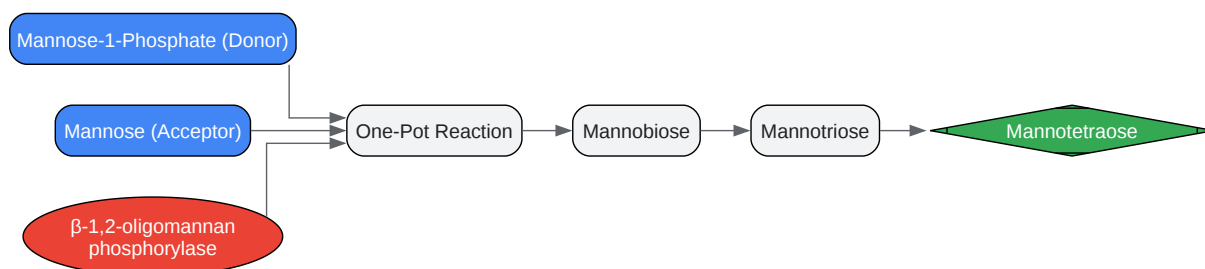 Mannose-1-Phosphate (Donor)
Mannose (Acceptor)
β-1,2-oligomannan
phosphorylase
One-Pot Reaction
Mannobiose
Mannotriose
Mannotetraose